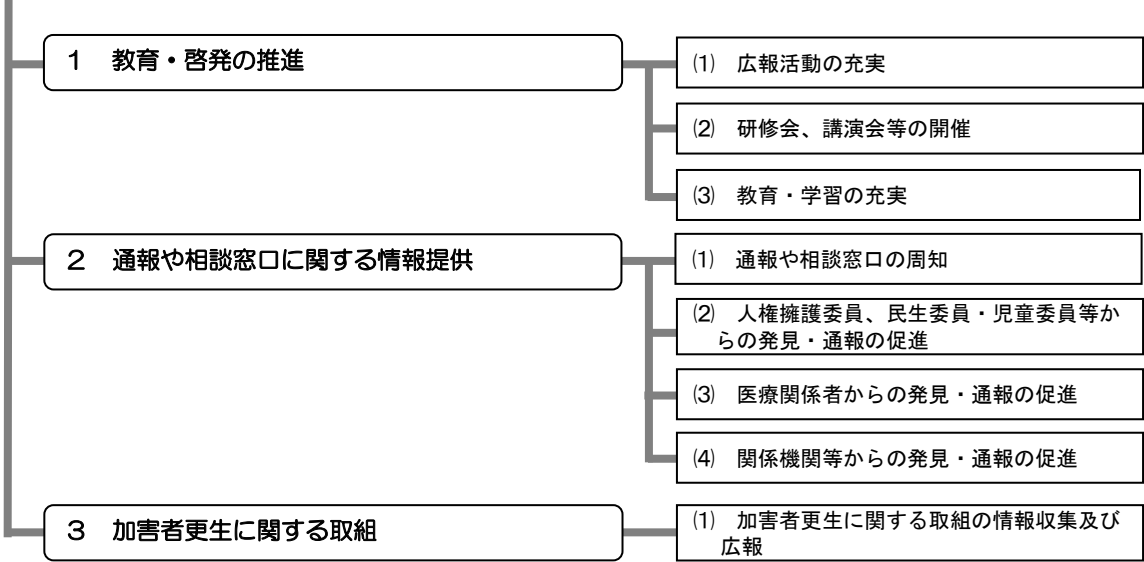 1　教育・啓発の推進
⑴　広報活動の充実
⑵　研修会、講演会等の開催
⑶　教育・学習の充実
2　通報や相談窓口に関する情報提供
⑴　通報や相談窓口の周知
⑵　人権擁護委員、民生委員・児童委員等か
らの発見・通報の促進
⑶　医療関係者からの発見・通報の促進
⑷　関係機関等からの発見・通報の促進
3　加害者更生に関する取組
⑴　加害者更生に関する取組の情報収集及び
広報